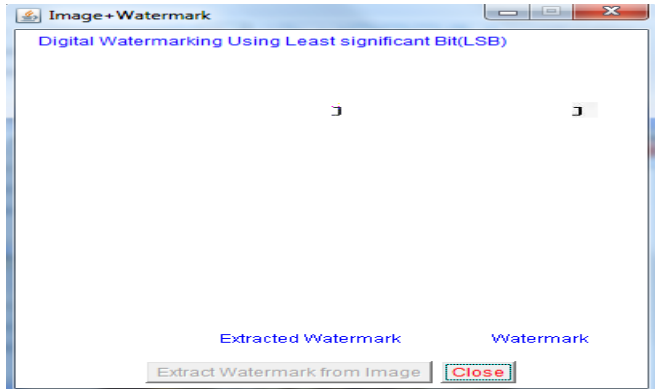 Image+Watermark
Digital Watermarking Using Least significant Bit(LSB)
J J
Extracted Watermark Watermark
Extract Watermark from Image Close